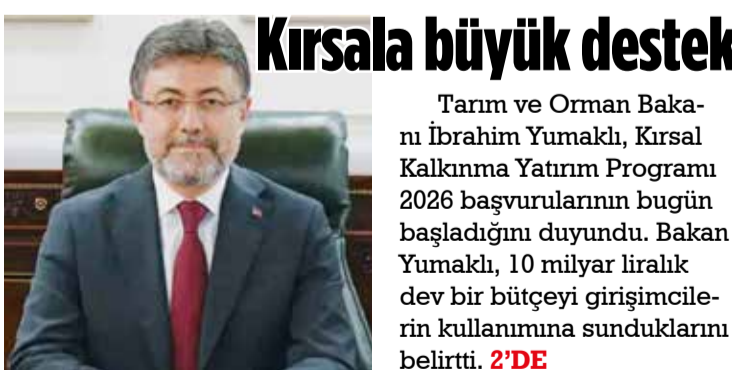 Kırsala büyük destek
Tarım ve Orman Baka-
nı İbrahim Yumaklı, Kırsal
Kalkınma Yatırım Programı
2026 başvurularının bugün
başladığını duyundu. Bakan
Yumaklı, 10 milyar liralık
dev bir bütçeyi girişimcile-
rin kullanımına sunduklarını
belirtti. 2’DE